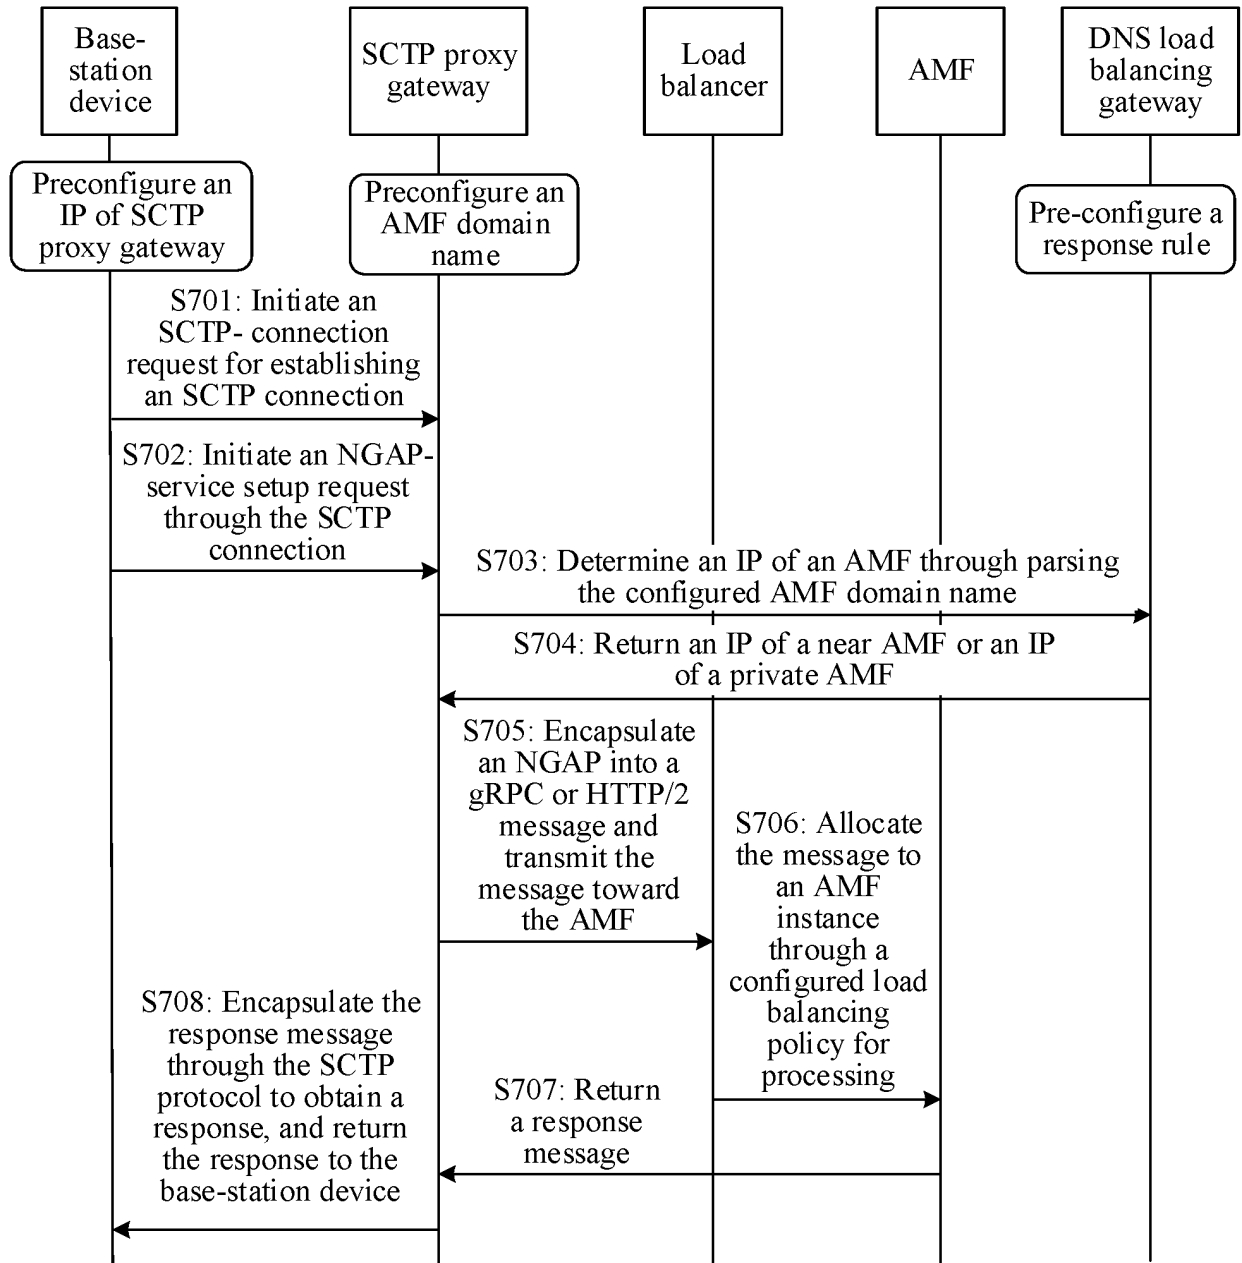 Base-
station
device
SCTP proxy
gateway
Load
balancer
AMF
DNS load
balancing
gateway
Preconfigure an
IP of SCTP
proxy gateway
Preconfigure an
AMF domain
name
Pre-configure a
response rule
S701: Initiate an
SCTP- connection
request for establishing
an SCTP connection
S702: Initiate an NGAP-
service setup request
through the SCTP
connection
S703: Determine an IP of an AMF through parsing
the configured AMF domain name
S704: Return an IP of a near AMF or an IP
of a private AMF
S705: Encapsulate
an NGAP into a
gRPC or HTTP/2
message and
transmit the
message toward
the AMF
S706: Allocate
the message to
an AMF
instance
through a
configured load
balancing
policy for
processing
S707: Return
a response
message
S708: Encapsulate the
response message
through the SCTP
protocol to obtain a
response, and return
the response to the
base-station device